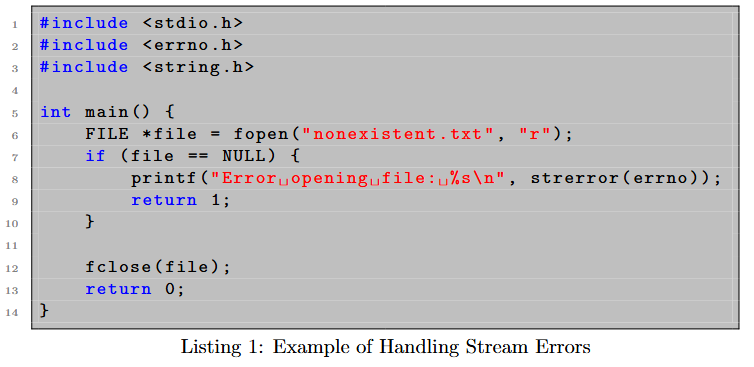 1 #include <stdio.h>
2 #include <errno.h>
3 #include <string.h>
4
5 int main() {
6     FILE *file = fopen("nonexistent.txt", "r");
7     if (file == NULL) {
8         printf("Error␣opening␣file:␣%s\n", strerror(errno));
9         return 1;
10     }
11
12     fclose(file);
13     return 0;
14 }
Listing 1: Example of Handling Stream Errors